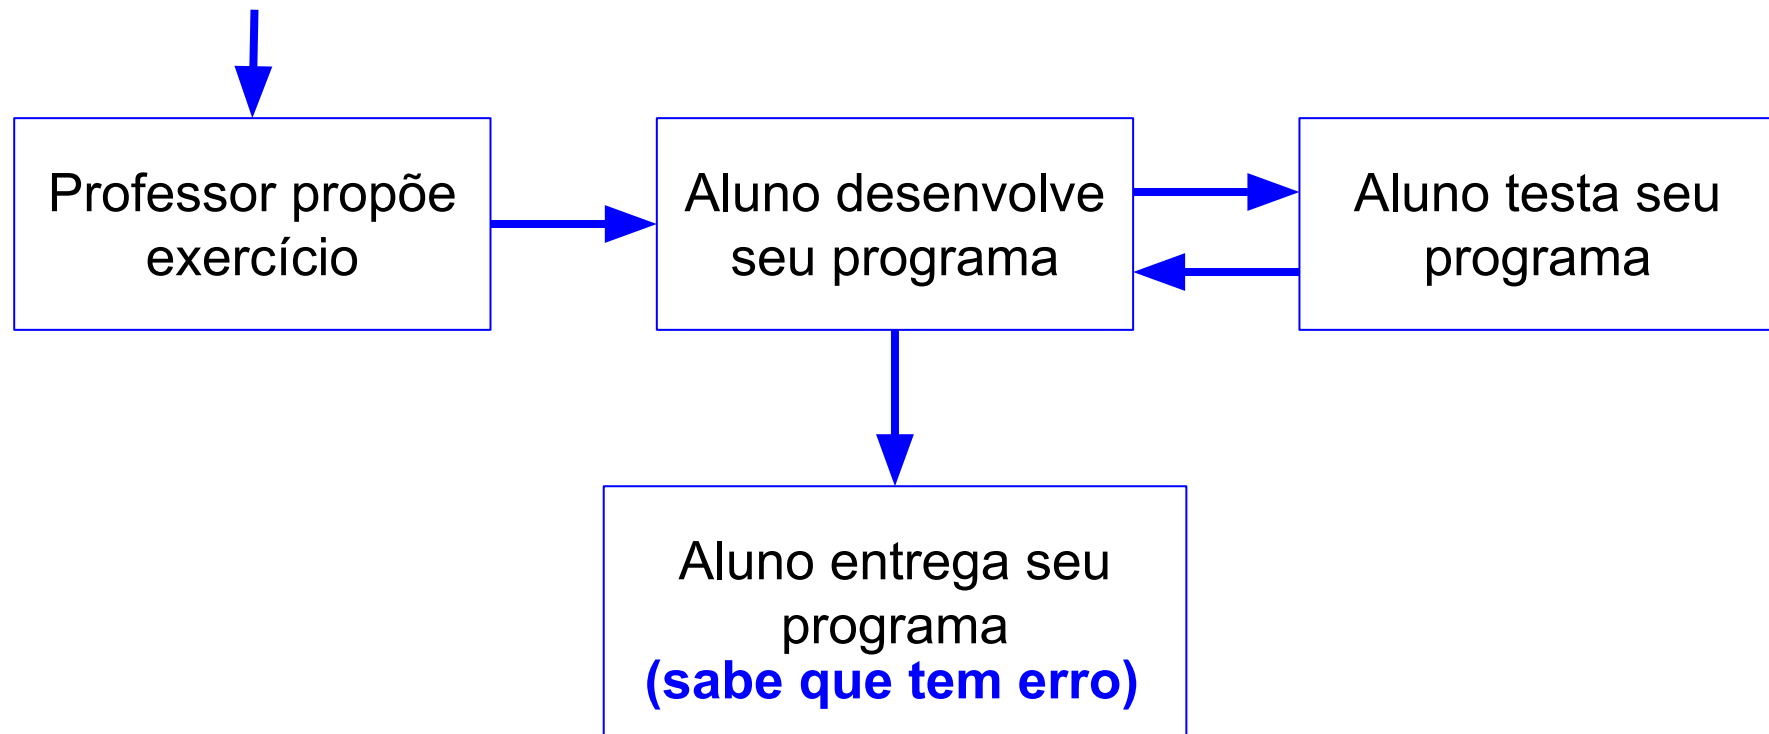 Professor propõe
exercício
Aluno desenvolve
seu programa
Aluno testa seu
programa
Aluno entrega seu
programa
(sabe que tem erro)